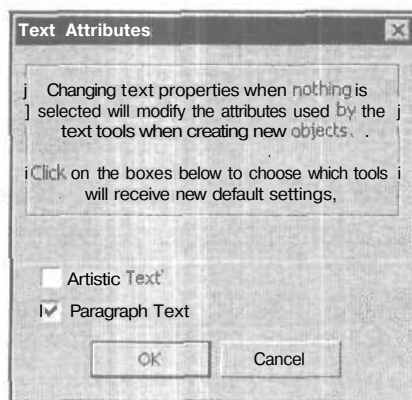 Text Attributes
j Changing text properties when nothing is
] selected will modify the attributes used by the j
text tools when creating new objects. .
i Click on the boxes below to choose which tools i
will receive new default settings,
Artistic Text'
Paragraph Text
OK Cancel